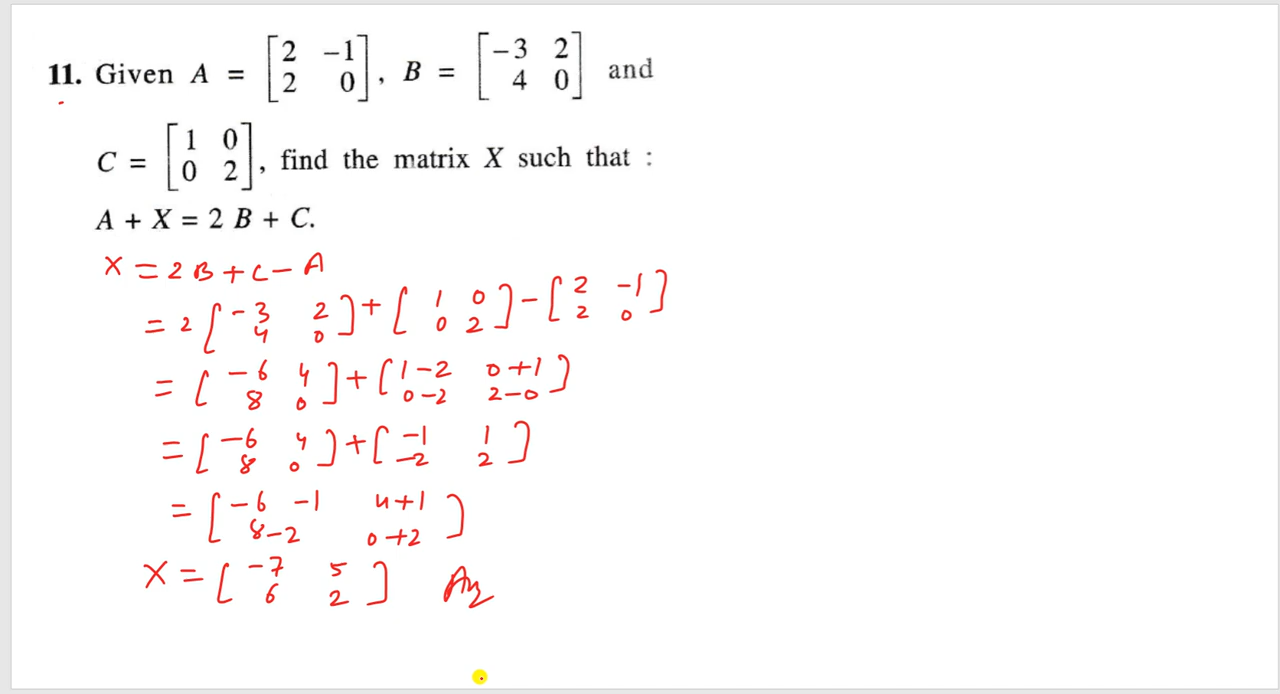 11. Given A = [2 -1], B = [-3 2] and
[2 0] [4 0]
C = [1 0], find the matrix X such that :
[0 2]
A + X = 2 B + C.
X = 2B + C - A
= 2[-3 2] + [1 0] - [2 -1]
[4 0] [0 2] [2 0]
= [-6 4] + [1-2 0+1]
[8 0] [0-2 2-0]
= [-6 4] + [-1 1]
[8 0] [-2 2]
= [-6 -1 4+1]
[8-2 0+2]
X = [-7 5] Ans
[6 2]